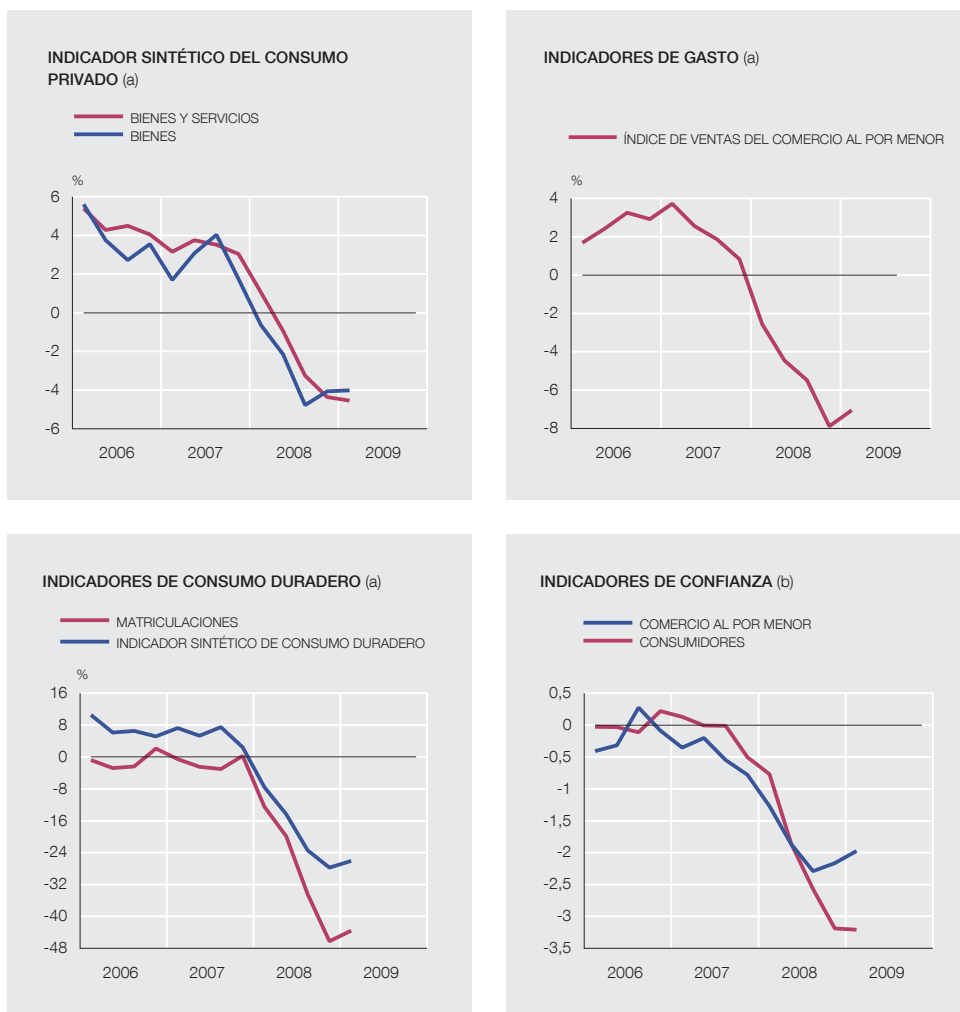 INDICADOR SINTÉTICO DEL CONSUMO
PRIVADO (a)
BIENES Y SERVICIOS
BIENES
%
6
4
2
0
-2
-4
-6
2006 2007 2008 2009
INDICADORES DE GASTO (a)
ÍNDICE DE VENTAS DEL COMERCIO AL POR MENOR
%
4
2
0
-2
-4
-6
-8
2006 2007 2008 2009
INDICADORES DE CONSUMO DURADERO (a)
MATRICULACIONES
INDICADOR SINTÉTICO DE CONSUMO DURADERO
%
16
8
0
-8
-16
-24
-32
-40
-48
2006 2007 2008 2009
INDICADORES DE CONFIANZA (b)
COMERCIO AL POR MENOR
CONSUMIDORES
0,5
0
-0,5
-1
-1,5
-2
-2,5
-3
-3,5
2006 2007 2008 2009